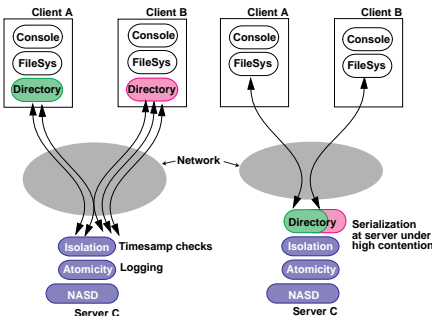 Client A
Client B
Client A
Client B
Console
Console
Console
Console
FileSys
FileSys
FileSys
FileSys
Directory
Directory
Network
Directory
Serialization
at server under
high contention
Isolation
Timesamp checks
Isolation
Atomicity
Logging
Atomicity
NASD
NASD
Server C
Server C